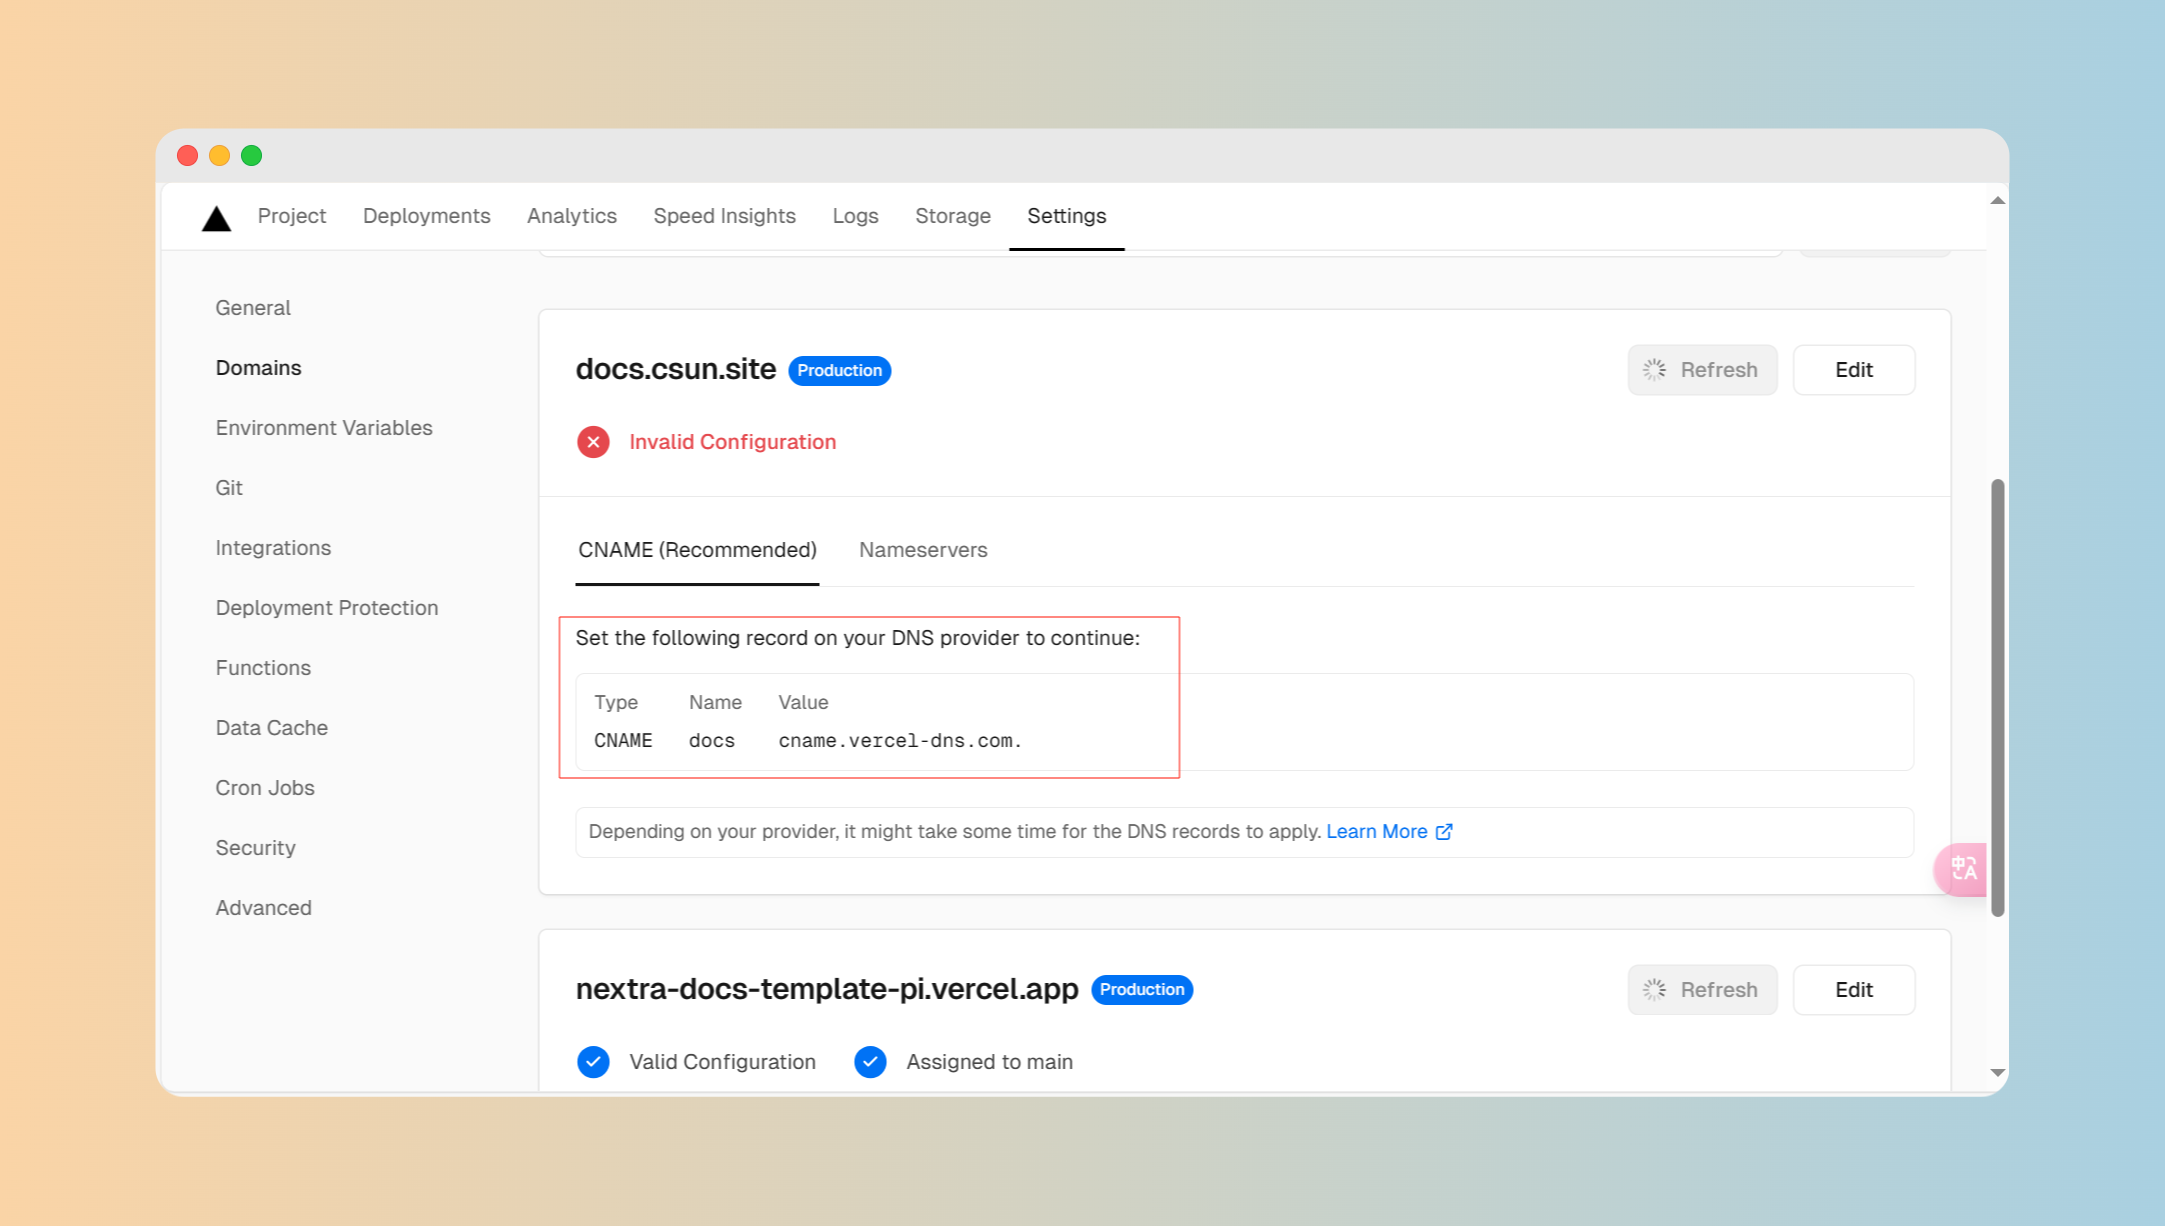 Project Deployments Analytics Speed Insights Logs Storage Settings
General
Domains
Environment Variables
Git
Integrations
Deployment Protection
Functions
Data Cache
Cron Jobs
Security
Advanced
docs.csun.site Production Refresh Edit
Invalid Configuration
CNAME (Recommended) Nameservers
Set the following record on your DNS provider to continue:
Type Name Value
CNAME docs cname.vercel-dns.com.
Depending on your provider, it might take some time for the DNS records to apply. Learn More
中A
nextra-docs-template-pi.vercel.app Production Refresh Edit
Valid Configuration Assigned to main